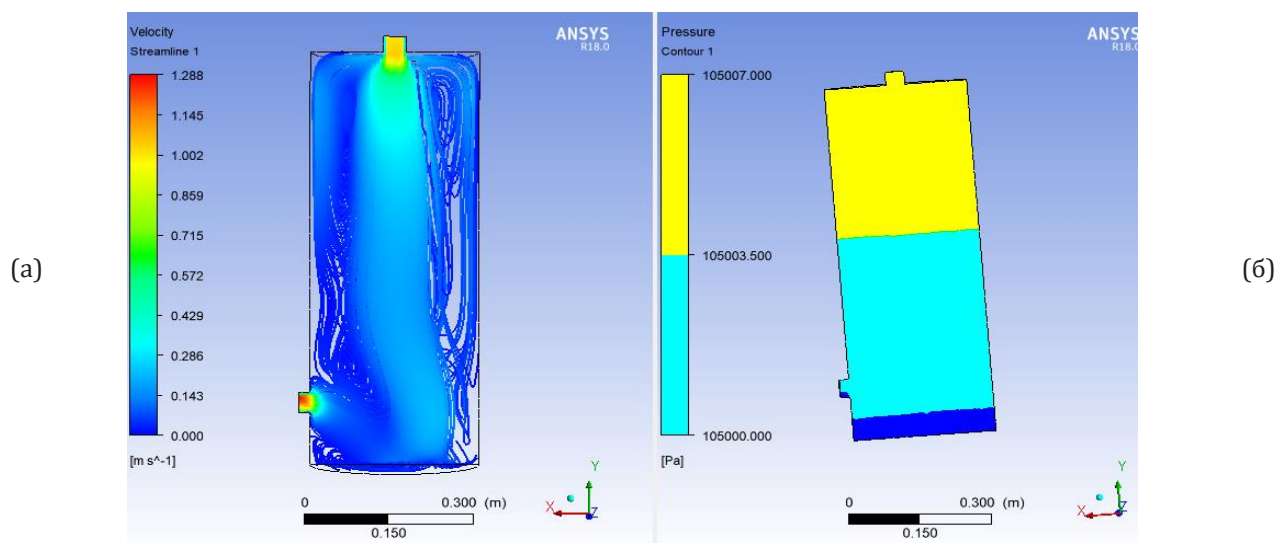 (а)
Velocity
Streamline 1
1.288
1.145
1.002
0.859
0.715
0.572
0.429
0.286
0.143
0.000
[m s^-1]
ANSYS
R18.0
0 0.300 (m)
0.150
Y
X
Z
Pressure
Contour 1
105007.000
105003.500
105000.000
[Pa]
ANSYS
R18.0
0 0.300 (m)
0.150
Y
X
Z
(б)